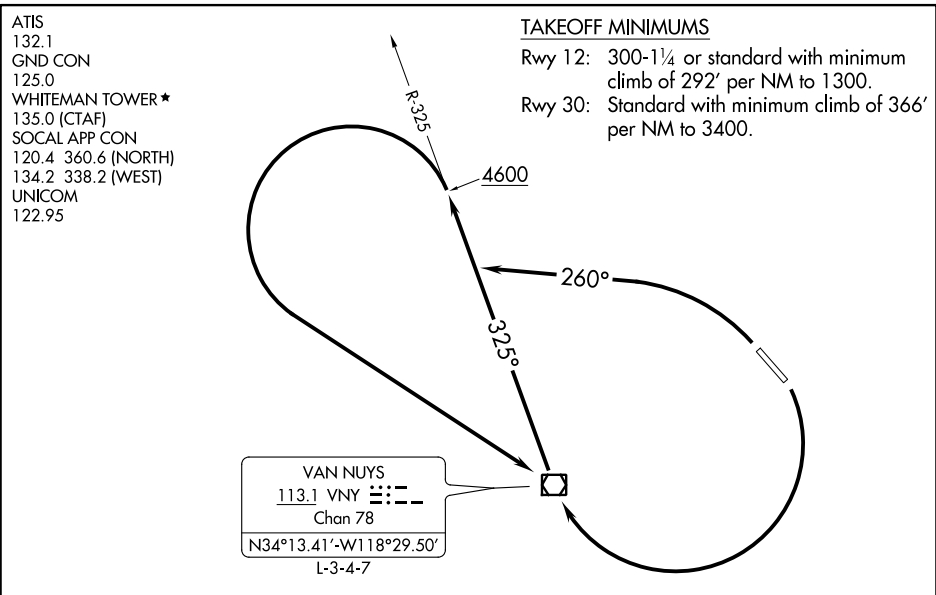 ATIS
132.1
GND CON
125.0
WHITEMAN TOWER★
135.0 (CTAF)
SOCAL APP CON
120.4 360.6 (NORTH)
134.2 338.2 (WEST)
UNICOM
122.95
TAKEOFF MINIMUMS
Rwy 12: 300-1¼ or standard with minimum
climb of 292' per NM to 1300.
Rwy 30: Standard with minimum climb of 366'
per NM to 3400.
R-325
4600
260°
325°
VAN NUYS
113.1 VNY
Chan 78
N34°13.41'-W118°29.50'
L-3-4-7